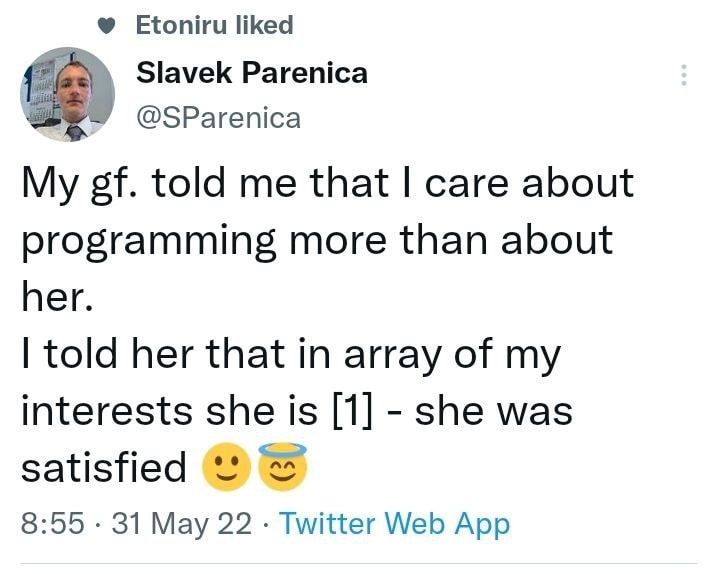 Etoniru liked
Slavek Parenica
@SParenica
My gf. told me that I care about
programming more than about
her.
I told her that in array of my
interests she is [1] - she was
satisfied 🙂😇
8:55 · 31 May 22 · Twitter Web App